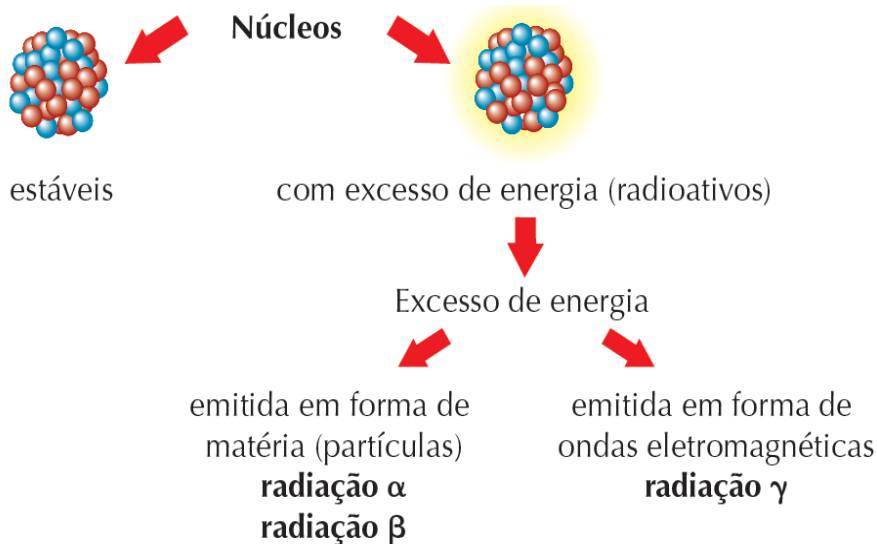 Núcleos
estáveis
com excesso de energia (radioativos)
Excesso de energia
emitida em forma de
matéria (partículas)
radiação α
radiação β
emitida em forma de
ondas eletromagnéticas
radiação γ